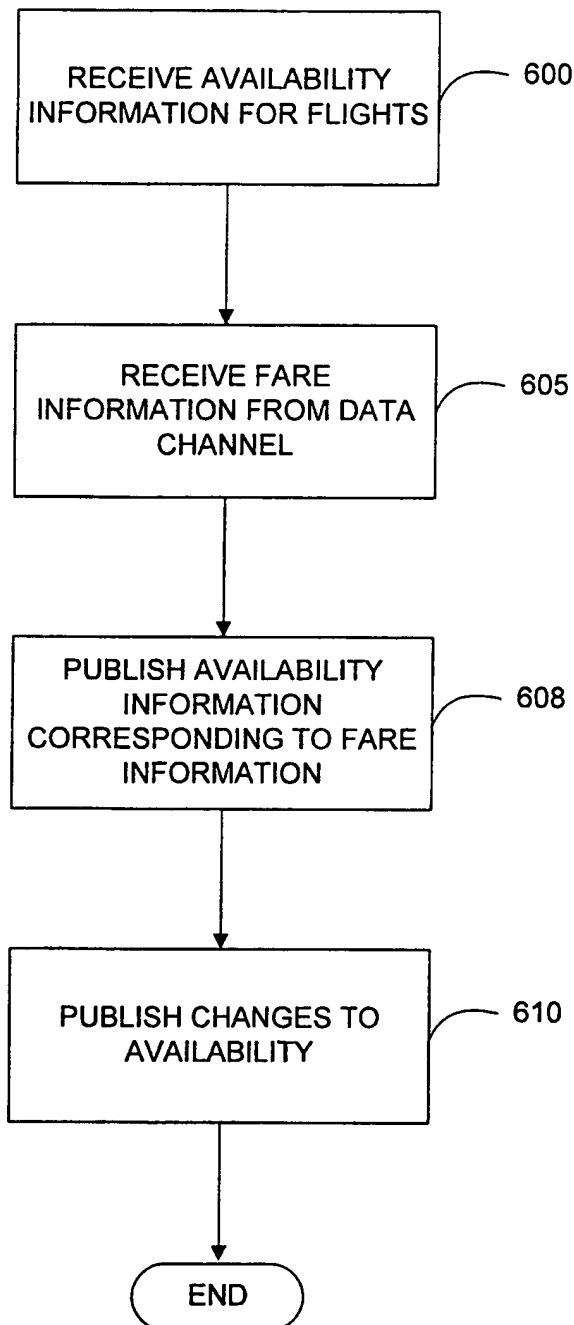 RECEIVE AVAILABILITY
INFORMATION FOR FLIGHTS
600
RECEIVE FARE
INFORMATION FROM DATA
CHANNEL
605
PUBLISH AVAILABILITY
INFORMATION
CORRESPONDING TO FARE
INFORMATION
608
PUBLISH CHANGES TO
AVAILABILITY
610
END